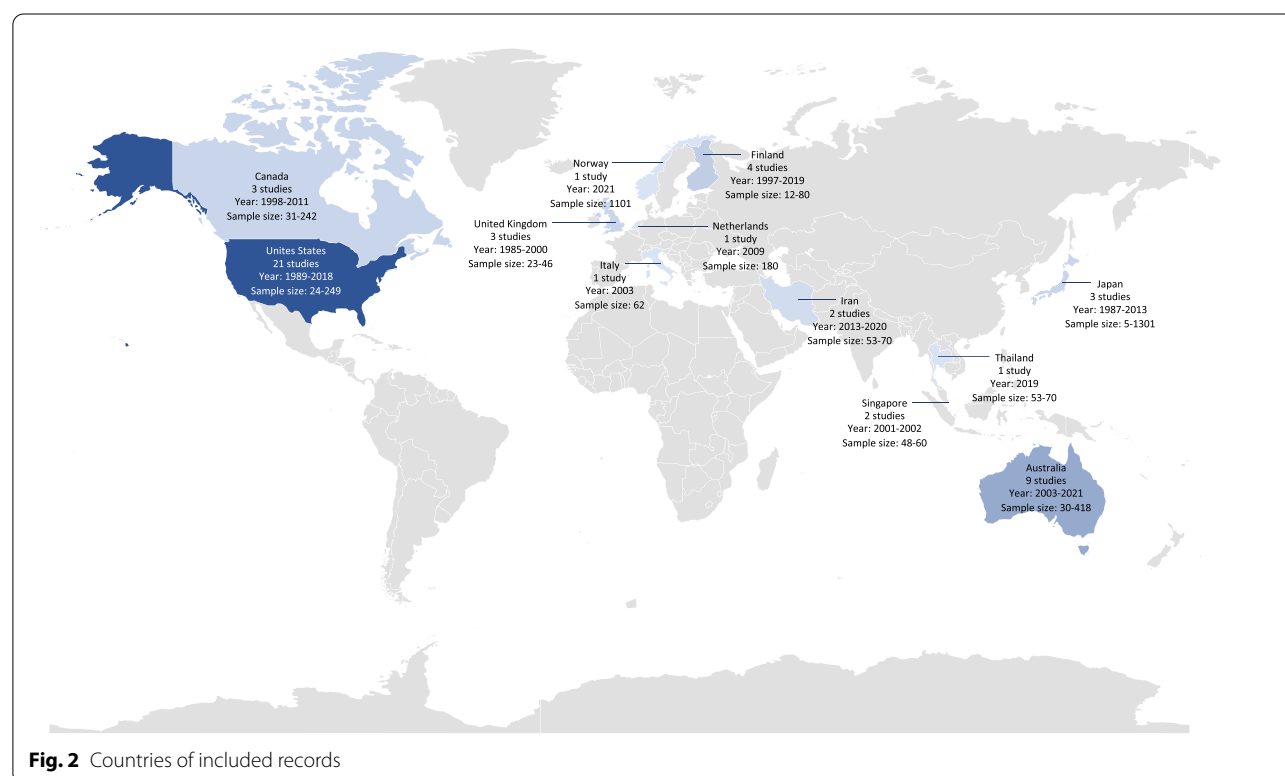 Canada
3 studies
Year: 1998-2011
Sample size: 31-242
Unites States
21 studies
Year: 1989-2018
Sample size: 24-249
Norway
1 study
Year: 2021
Sample size: 1101
Finland
4 studies
Year: 1997-2019
Sample size: 12-80
United Kingdom
3 studies
Year: 1985-2000
Sample size: 23-46
Netherlands
1 study
Year: 2009
Sample size: 180
Italy
1 study
Year: 2003
Sample size: 62
Iran
2 studies
Year: 2013-2020
Sample size: 53-70
Japan
3 studies
Year: 1987-2013
Sample size: 5-1301
Thailand
1 study
Year: 2019
Sample size: 53-70
Singapore
2 studies
Year: 2001-2002
Sample size: 48-60
Australia
9 studies
Year: 2003-2021
Sample size: 30-418
Fig. 2 Countries of included records